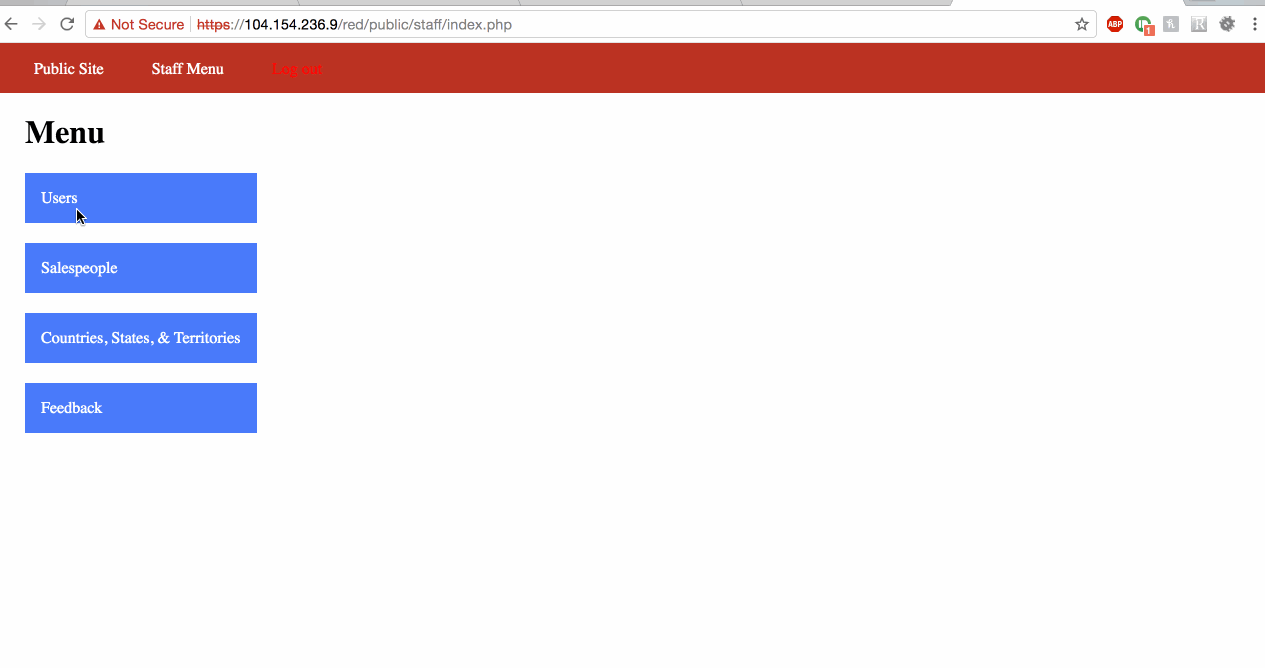 Not Secure https://104.154.236.9/red/public/staff/index.php ABP 1 R
Public Site Staff Menu Log out
Menu
Users
Salespeople
Countries, States, & Territories
Feedback